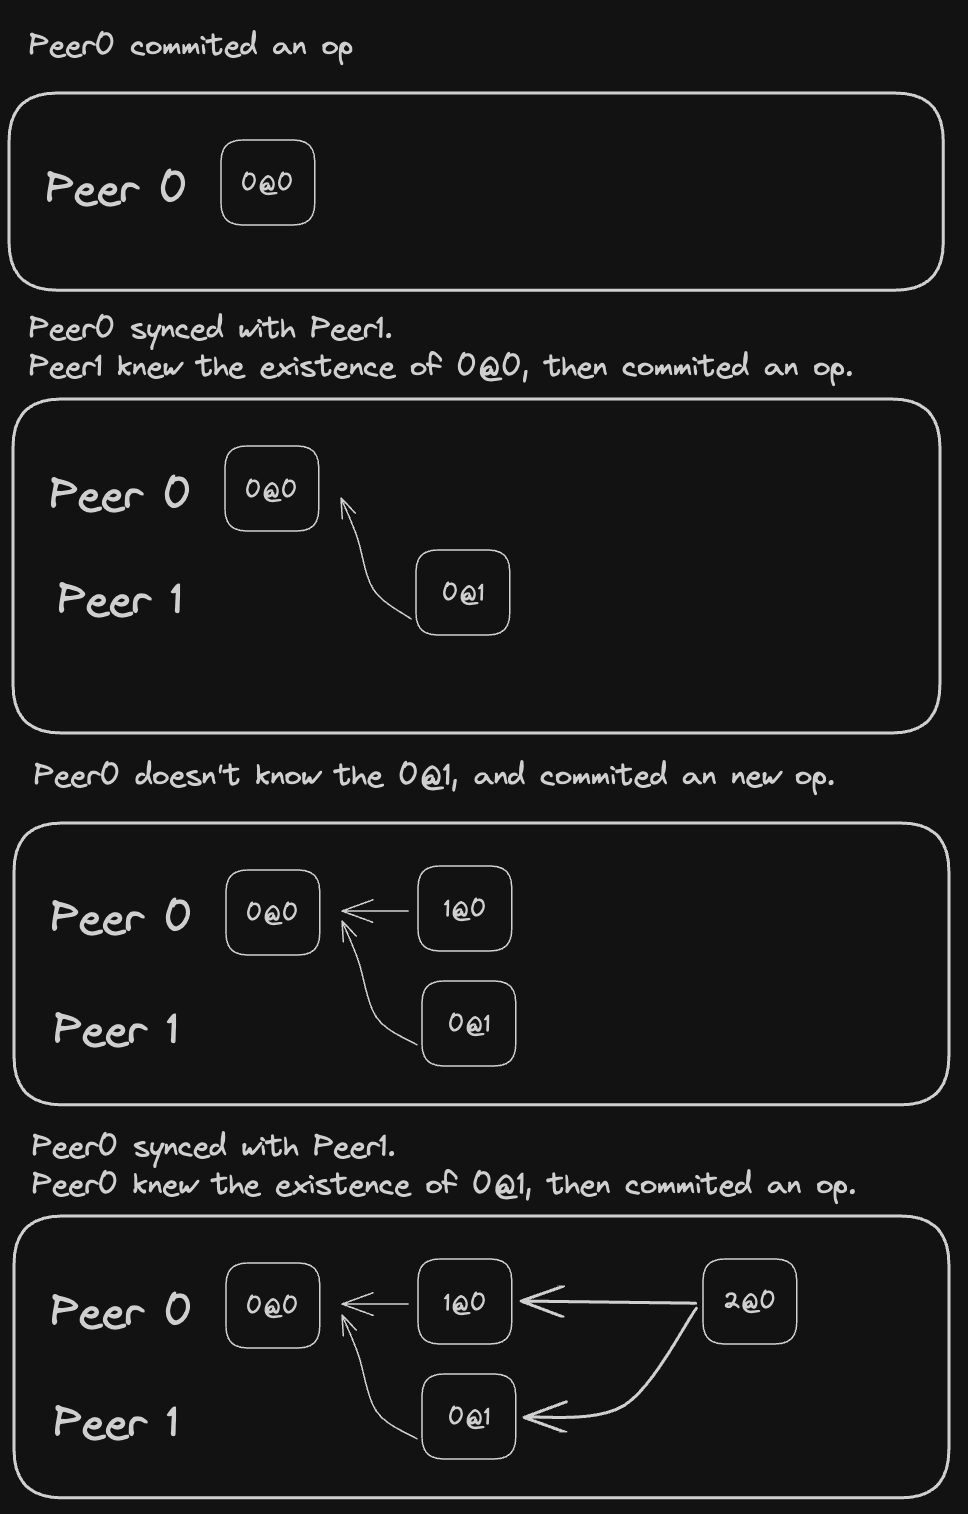 Peer0 commited an op
Peer 0 0@0
Peer0 synced with Peer1.
Peer1 knew the existence of 0@0, then commited an op.
Peer 0 0@0
Peer 1 0@1
Peer0 doesn't know the 0@1, and commited an new op.
Peer 0 0@0 1@0
Peer 1 0@1
Peer0 synced with Peer1.
Peer0 knew the existence of 0@1, then commited an op.
Peer 0 0@0 1@0 2@0
Peer 1 0@1